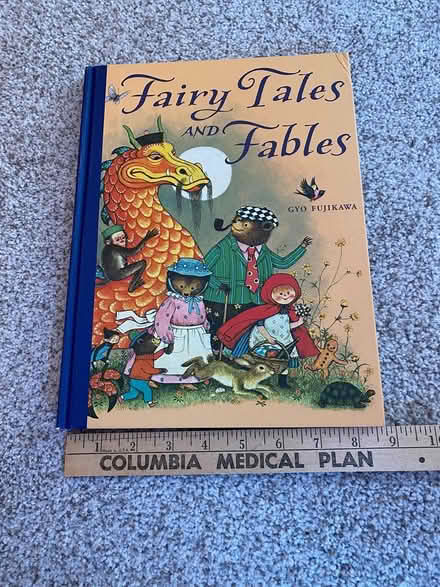 Fairy Tales
AND Fables
GYO FUJIKAWA
1 2 3 4 5 6 7 8 9 10
COLUMBIA MEDICAL PLAN